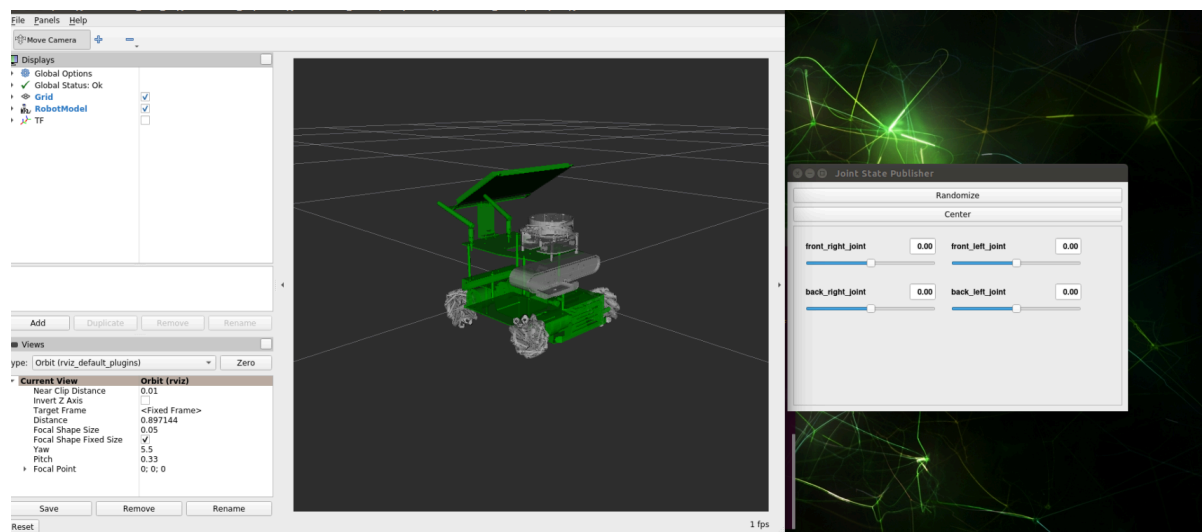 File Panels Help
Move Camera
Displays
Global Options
Global Status: Ok
Grid
RobotModel
TF
Add Duplicate Remove Rename
Views
ype: Orbit (rviz_default_plugins) Zero
Current View Orbit (rviz)
Near Clip Distance 0.01
Invert Z Axis
Target Frame <Fixed Frame>
Distance 0.897144
Focal Shape Size 0.05
Focal Shape Fixed Size
Yaw 5.5
Pitch 0.33
Focal Point 0; 0; 0
Save Remove Rename
Reset
1 fps
Joint State Publisher
Randomize
Center
front_right_joint 0.00 front_left_joint 0.00
back_right_joint 0.00 back_left_joint 0.00